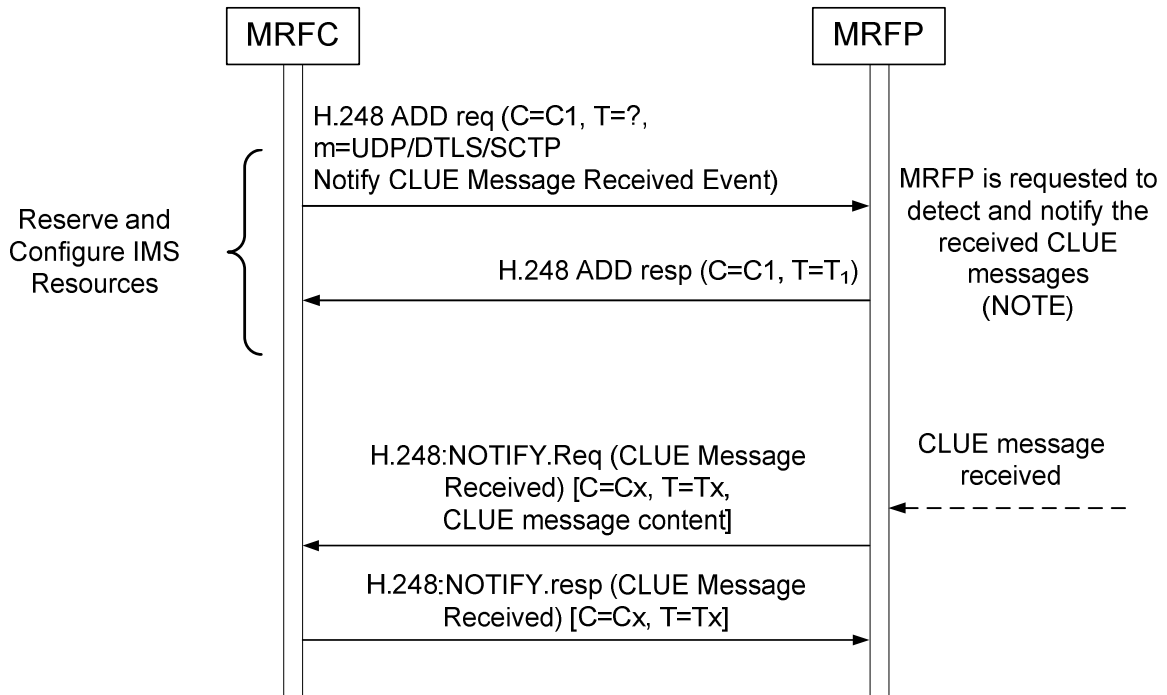 MRFC
MRFP
H.248 ADD req (C=C1, T=?,
m=UDP/DTLS/SCTP
Notify CLUE Message Received Event)
Reserve and
Configure IMS
Resources
MRFP is requested to
detect and notify the
received CLUE
messages
(NOTE)
H.248 ADD resp (C=C1, T=T₁)
CLUE message
received
H.248:NOTIFY.Req (CLUE Message
Received) [C=Cx, T=Tx,
CLUE message content]
H.248:NOTIFY.resp (CLUE Message
Received) [C=Cx, T=Tx]